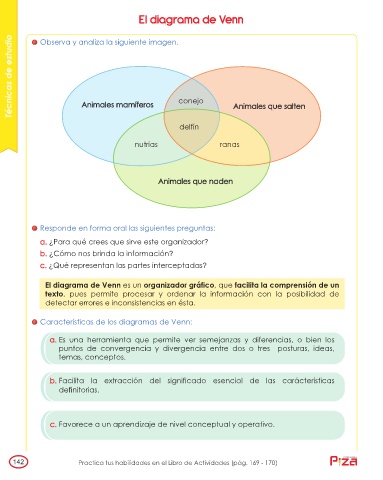 El diagrama de Venn
Técnicas de estudio
Observa y analiza la siguiente imagen.
Animales mamíferos
conejo
Animales que salten
delfín
nutrias
ranas
Animales que naden
Responde en forma oral las siguientes preguntas:
a. ¿Para qué crees que sirve este organizador?
b. ¿Cómo nos brinda la información?
c. ¿Qué representan las partes interceptadas?
El diagrama de Venn es un organizador gráfico, que facilita la comprensión de un
texto, pues permite procesar y ordenar la información con la posibilidad de
detectar errores e inconsistencias en ésta.
Características de los diagramas de Venn:
a. Es una herramienta que permite ver semejanzas y diferencias, o bien los
puntos de convergencia y divergencia entre dos o tres posturas, ideas,
temas, conceptos.
b. Facilita la extracción del significado esencial de las carácterísticas
definitorias.
c. Favorece a un aprendizaje de nivel conceptual y operativo.
142
Practica tus habilidades en el Libro de Actividades (pág. 169 - 170)
Piza